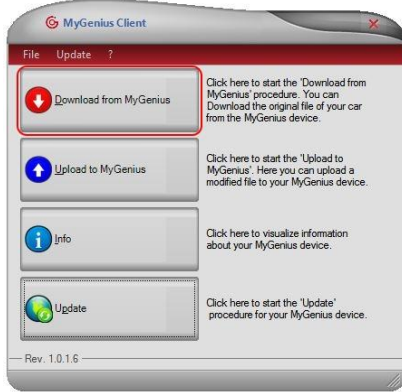 MyGenius Client
File Update ?
Download from MyGenius
Click here to start the 'Download from
MyGenius' procedure. You can
Download the original file of your car
from the MyGenius device.
Upload to MyGenius
Click here to start the 'Upload to
MyGenius'. Here you can upload a
modified file to your MyGenius device.
Info
Click here to visualize information
about your MyGenius device.
Update
Click here to start the 'Update'
procedure for your MyGenius device.
Rev. 1.0.1.6